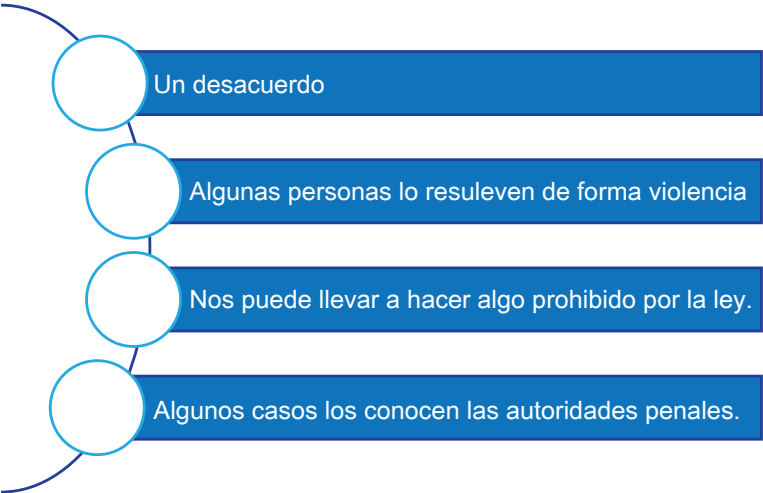 Un desacuerdo
Algunas personas lo resuleven de forma violencia
Nos puede llevar a hacer algo prohibido por la ley.
Algunos casos los conocen las autoridades penales.